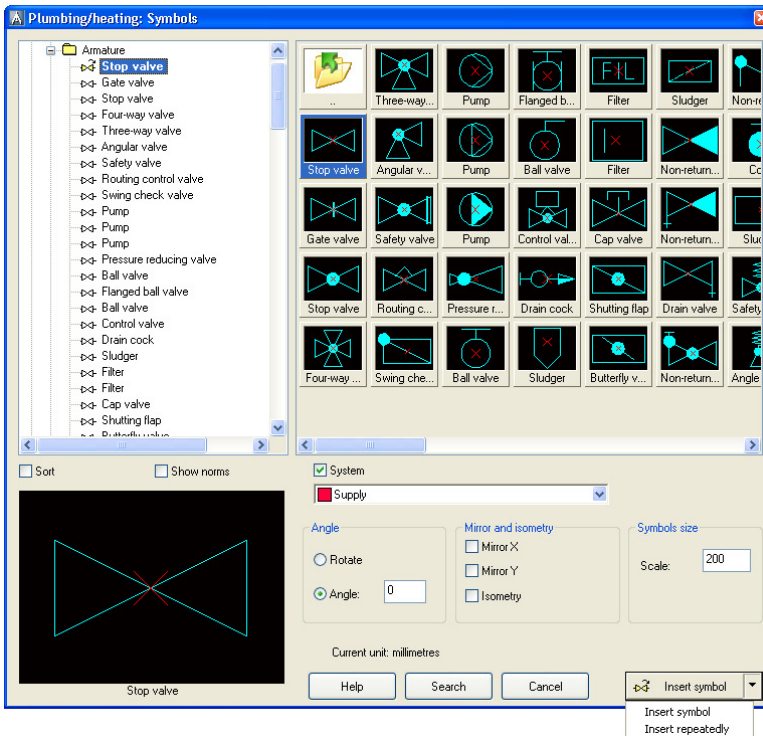 Plumbing/heating: Symbols
Armature
Stop valve
Gate valve
Stop valve
Four-way valve
Three-way valve
Angular valve
Safety valve
Routing control valve
Swing check valve
Pump
Pump
Pump
Pressure reducing valve
Ball valve
Flanged ball valve
Ball valve
Control valve
Drain cock
Sludger
Filter
Filter
Cap valve
Shutting flap
Butterfly valve
.. Three-way... Pump Flanged b... Filter Sludger Non-re
Stop valve Angular v... Pump Ball valve Filter Non-return... Co
Gate valve Safety valve Pump Control val... Cap valve Non-return... Sluc
Stop valve Routing c... Pressure r... Drain cock Shutting flap Drain valve Safety
Four-way ... Swing che... Ball valve Sludger Butterfly v... Non-return... Angle
Sort Show norms
System
Supply
Angle
Rotate
Angle: 0
Mirror and isometry
Mirror X
Mirror Y
Isometry
Symbols size
Scale: 200
Current unit: millimetres
Stop valve
Help Search Cancel Insert symbol
Insert symbol
Insert repeatedly